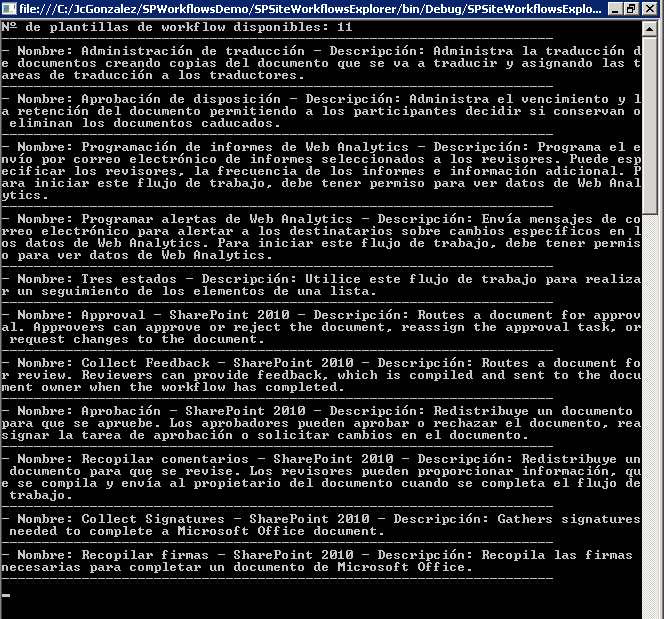 file:///C:/JcGonzalez/SPWorkflowsDemo/SPSiteWorkflowsExplorer/bin/Debug/SPSiteWorkflowsExplo...
Nº de plantillas de workflow disponibles: 11
- Nombre: Administración de traducción - Descripción: Administra la traducción d
e documentos creando copias del documento que se va a traducir y asignando las t
areas de traducción a los traductores.
- Nombre: Aprobación de disposición - Descripción: Administra el vencimiento y l
a retención del documento permitiendo a los participantes decidir si conservan o
 eliminan los documentos caducados.
- Nombre: Programación de informes de Web Analytics - Descripción: Programa el e
nvío por correo electrónico de informes seleccionados a los revisores. Puede esp
ecificar los revisores, la frecuencia de los informes e información adicional. P
ara iniciar este flujo de trabajo, debe tener permiso para ver datos de Web Anal
ytics.
- Nombre: Programar alertas de Web Analytics - Descripción: Envía mensajes de co
rreo electrónico para alertar a los destinatarios sobre cambios específicos en l
os datos de Web Analytics. Para iniciar este flujo de trabajo, debe tener permis
o para ver datos de Web Analytics.
- Nombre: Tres estados - Descripción: Utilice este flujo de trabajo para realiza
r un seguimiento de los elementos de una lista.
- Nombre: Approval - SharePoint 2010 - Descripción: Routes a document for approv
al. Approvers can approve or reject the document, reassign the approval task, or
 request changes to the document.
- Nombre: Collect Feedback - SharePoint 2010 - Descripción: Routes a document fo
r review. Reviewers can provide feedback, which is compiled and sent to the docu
ment owner when the workflow has completed.
- Nombre: Aprobación - SharePoint 2010 - Descripción: Redistribuye un documento
para que se apruebe. Los aprobadores pueden aprobar o rechazar el documento, rea
signar la tarea de aprobación o solicitar cambios en el documento.
- Nombre: Recopilar comentarios - SharePoint 2010 - Descripción: Redistribuye un
 documento para que se revise. Los revisores pueden proporcionar información, qu
e se compila y envía al propietario del documento cuando se completa el flujo de
 trabajo.
- Nombre: Collect Signatures - SharePoint 2010 - Descripción: Gathers signatures
 needed to complete a Microsoft Office document.
- Nombre: Recopilar firmas - SharePoint 2010 - Descripción: Recopila las firmas
necesarias para completar un documento de Microsoft Office.